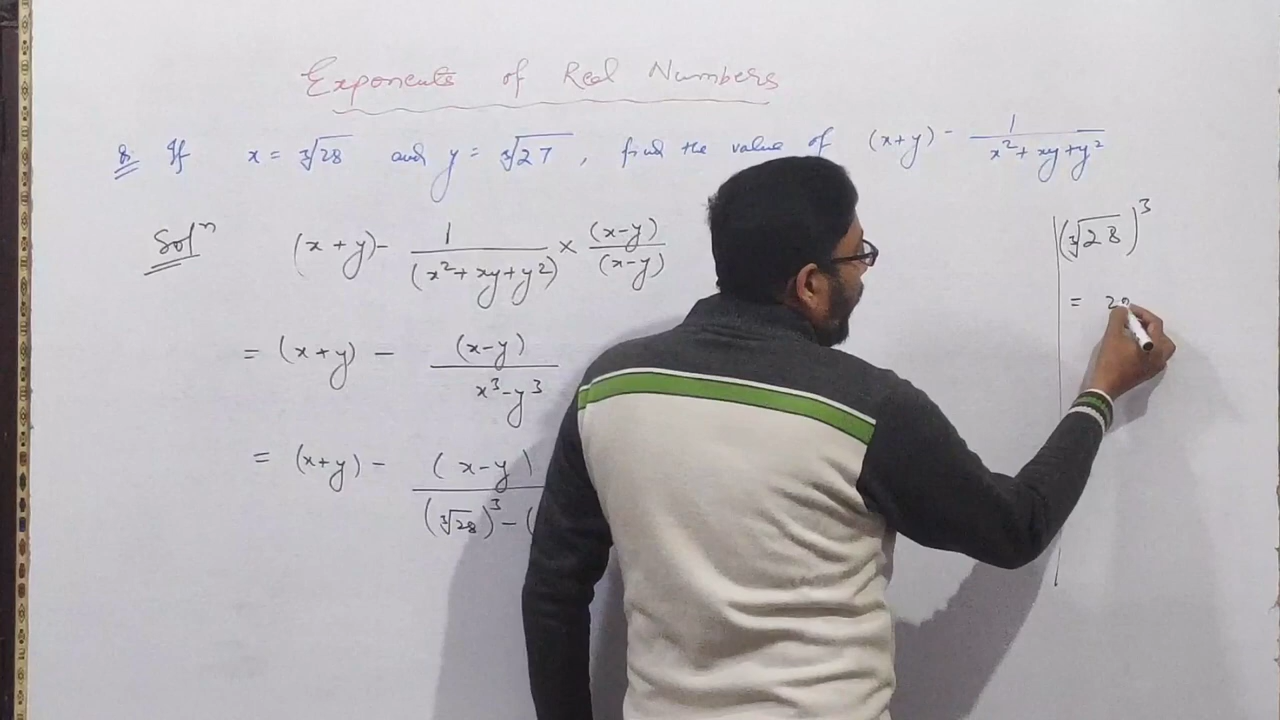 Exponents of Real Numbers
Q. If x = ∛28 and y = ∛27, find the value of (x+y) - 1/(x²+xy+y²)
Solⁿ (x+y) - 1/(x²+xy+y²) × (x-y)/(x-y)
= (x+y) - (x-y)/(x³-y³)
= (x+y) - (x-y)/((∛28)³ - (
(∛28)³
= 28